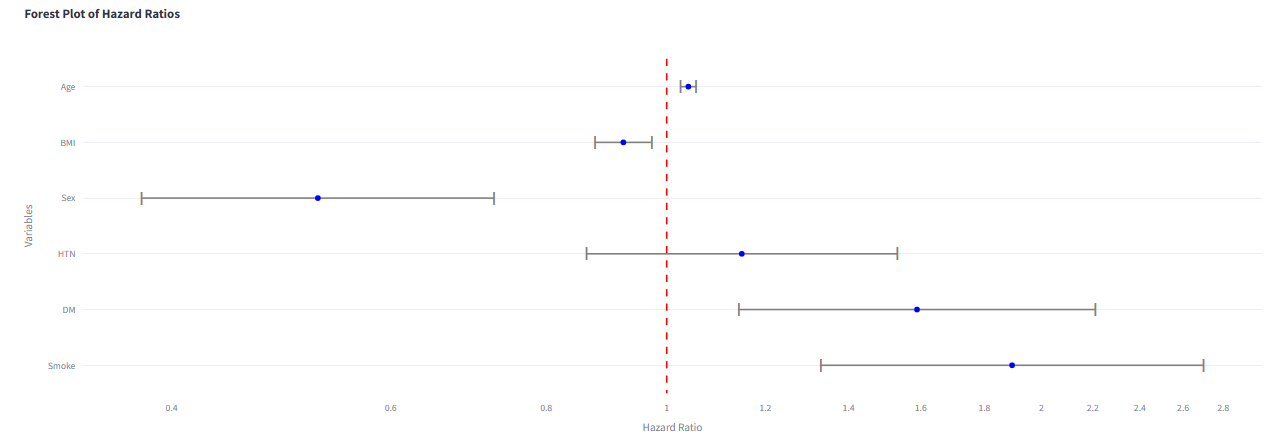 Forest Plot of Hazard Ratios
Age
BMI
Sex
HTN
DM
Smoke
Variables
0.4 0.6 0.8 1 1.2 1.4 1.6 1.8 2 2.2 2.4 2.6 2.8
Hazard Ratio